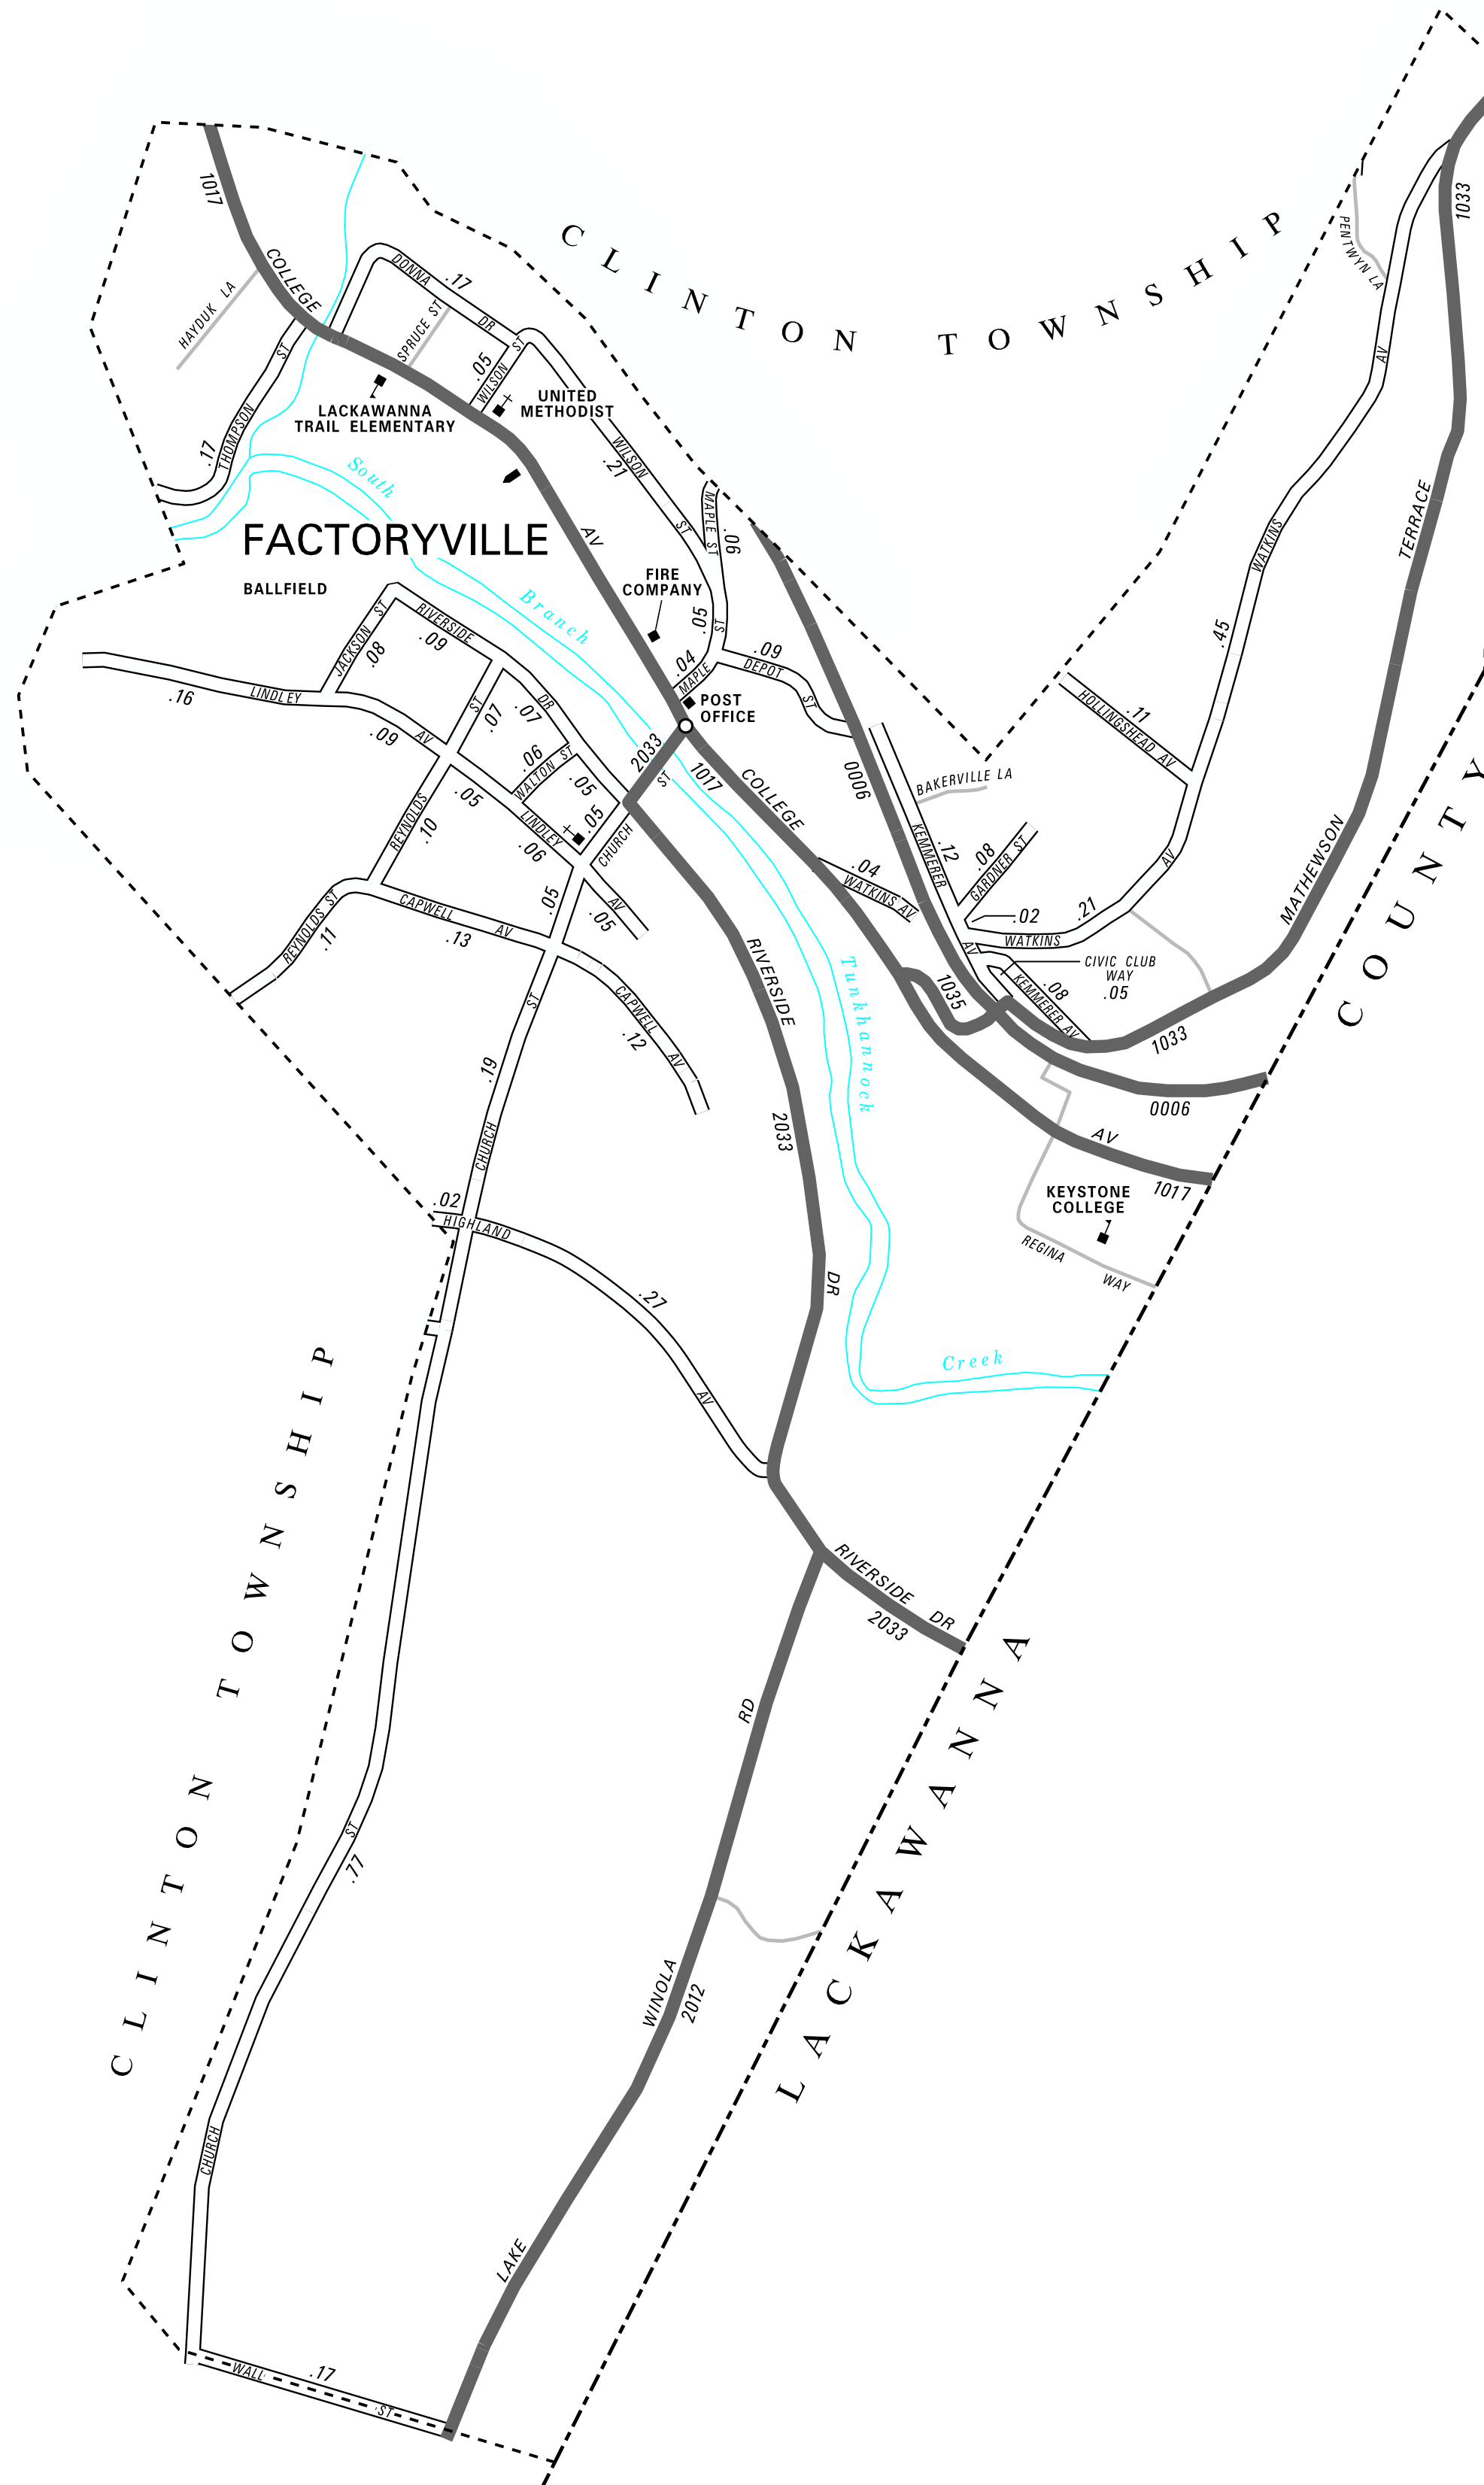 CLINTON TOWNSHIP
1017
COLLEGE
HAYDUK LA
DONNA
.17
DR
SPRUCE ST
.05
WILSON
ST
ST
THOMPSON
.17
UNITED
METHODIST
LACKAWANNA
TRAIL ELEMENTARY
WILSON
.21
ST
South
MAPLE ST
.06
AV
FACTORYVILLE
BALLFIELD
FIRE
COMPANY
.05
ST
Branch
RIVERSIDE
.09
JACKSON ST
.08
.04
MAPLE
.09
DEPOT
ST
POST
OFFICE
PENTWYN LA
1033
AV
WATKINS
.45
TERRACE
.16
LINDLEY
.09
AV
ST
.07
.07
DR
.06
WALTON ST
.05
2033
ST
1017
COLLEGE
0006
BAKERVILLE LA
.11
HOLLINGSHEAD AV
REYNOLDS
.10
.05
LINDLEY
.06
.05
CHURCH
KEMMERER
.12
.08
GARDNER ST
.04
WATKINS AV
.02
.21
AV
WATKINS
AV
MATHEWSON
COUNTY
REYNOLDS ST
.11
CAPWELL
AV
.13
.05
AV
.05
RIVERSIDE
Tunkhannock
CIVIC CLUB
WAY
.05
KEMMERER AV
.08
1035
1033
ST
CAPWELL
.12
AV
.19
CHURCH
2033
0006
AV
1017
KEYSTONE
COLLEGE
REGINA
WAY
.02
HIGHLAND
.27
DR
AV
Creek
CLINTON TOWNSHIP
RIVERSIDE DR
2033
LACKAWANNA
RD
ST
.77
WINOLA
2012
CHURCH
LAKE
WALL
.17
ST